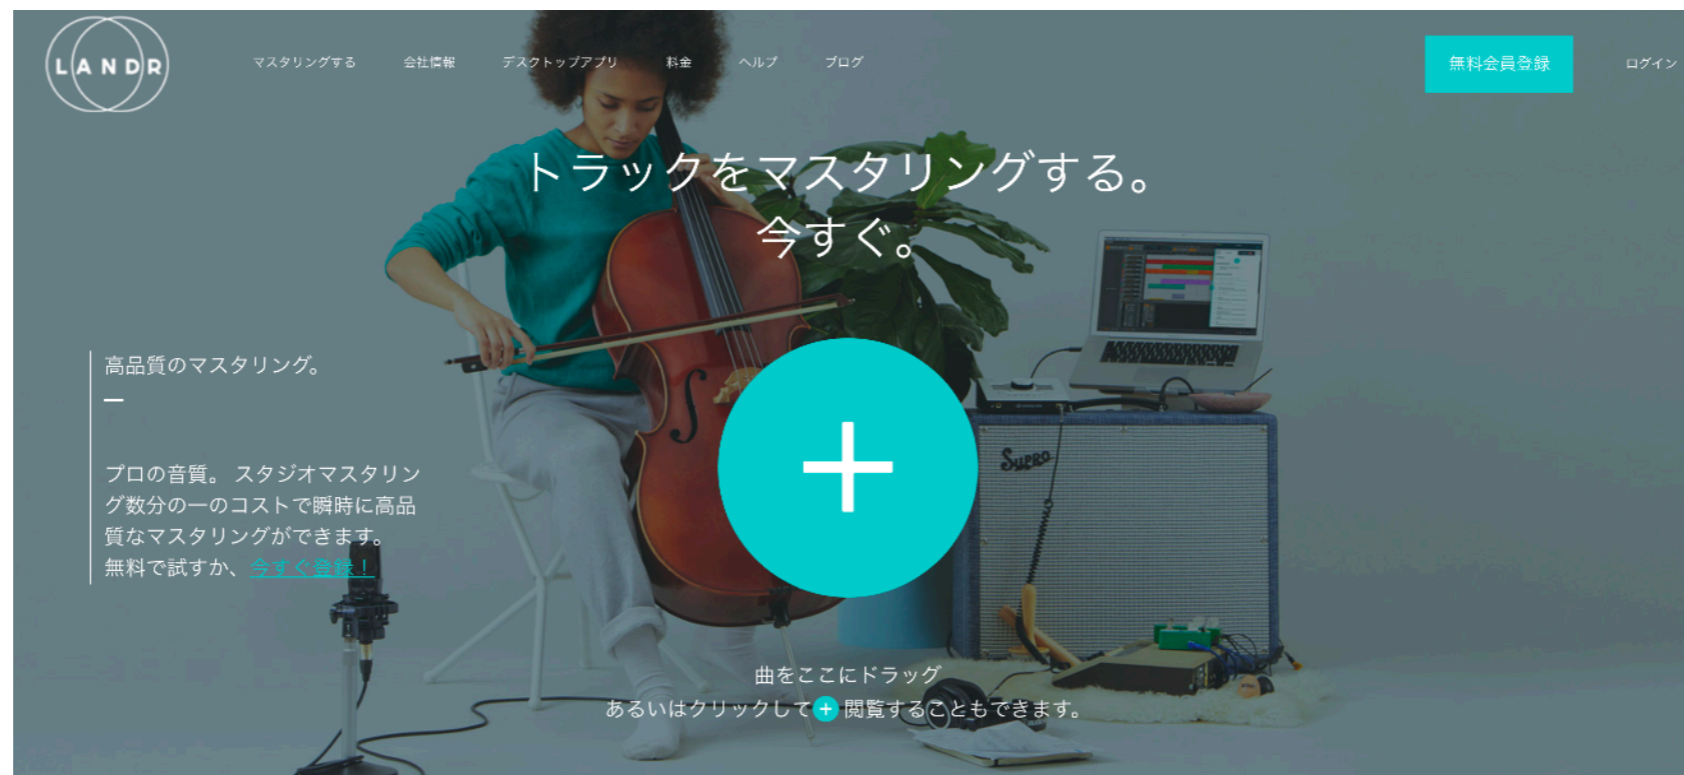 LANDR
マスタリングする 会社情報 デスクトップアプリ 料金 ヘルプ ブログ 無料会員登録 ログイン
トラックをマスタリングする。
今すぐ。
高品質のマスタリング。
プロの音質。 スタジオマスタリン
グ数分の一のコストで瞬時に高品
質なマスタリングができます。
無料で試すか、今すぐ登録！
Supro
曲をここにドラッグ
あるいはクリックして+閲覧することもできます。